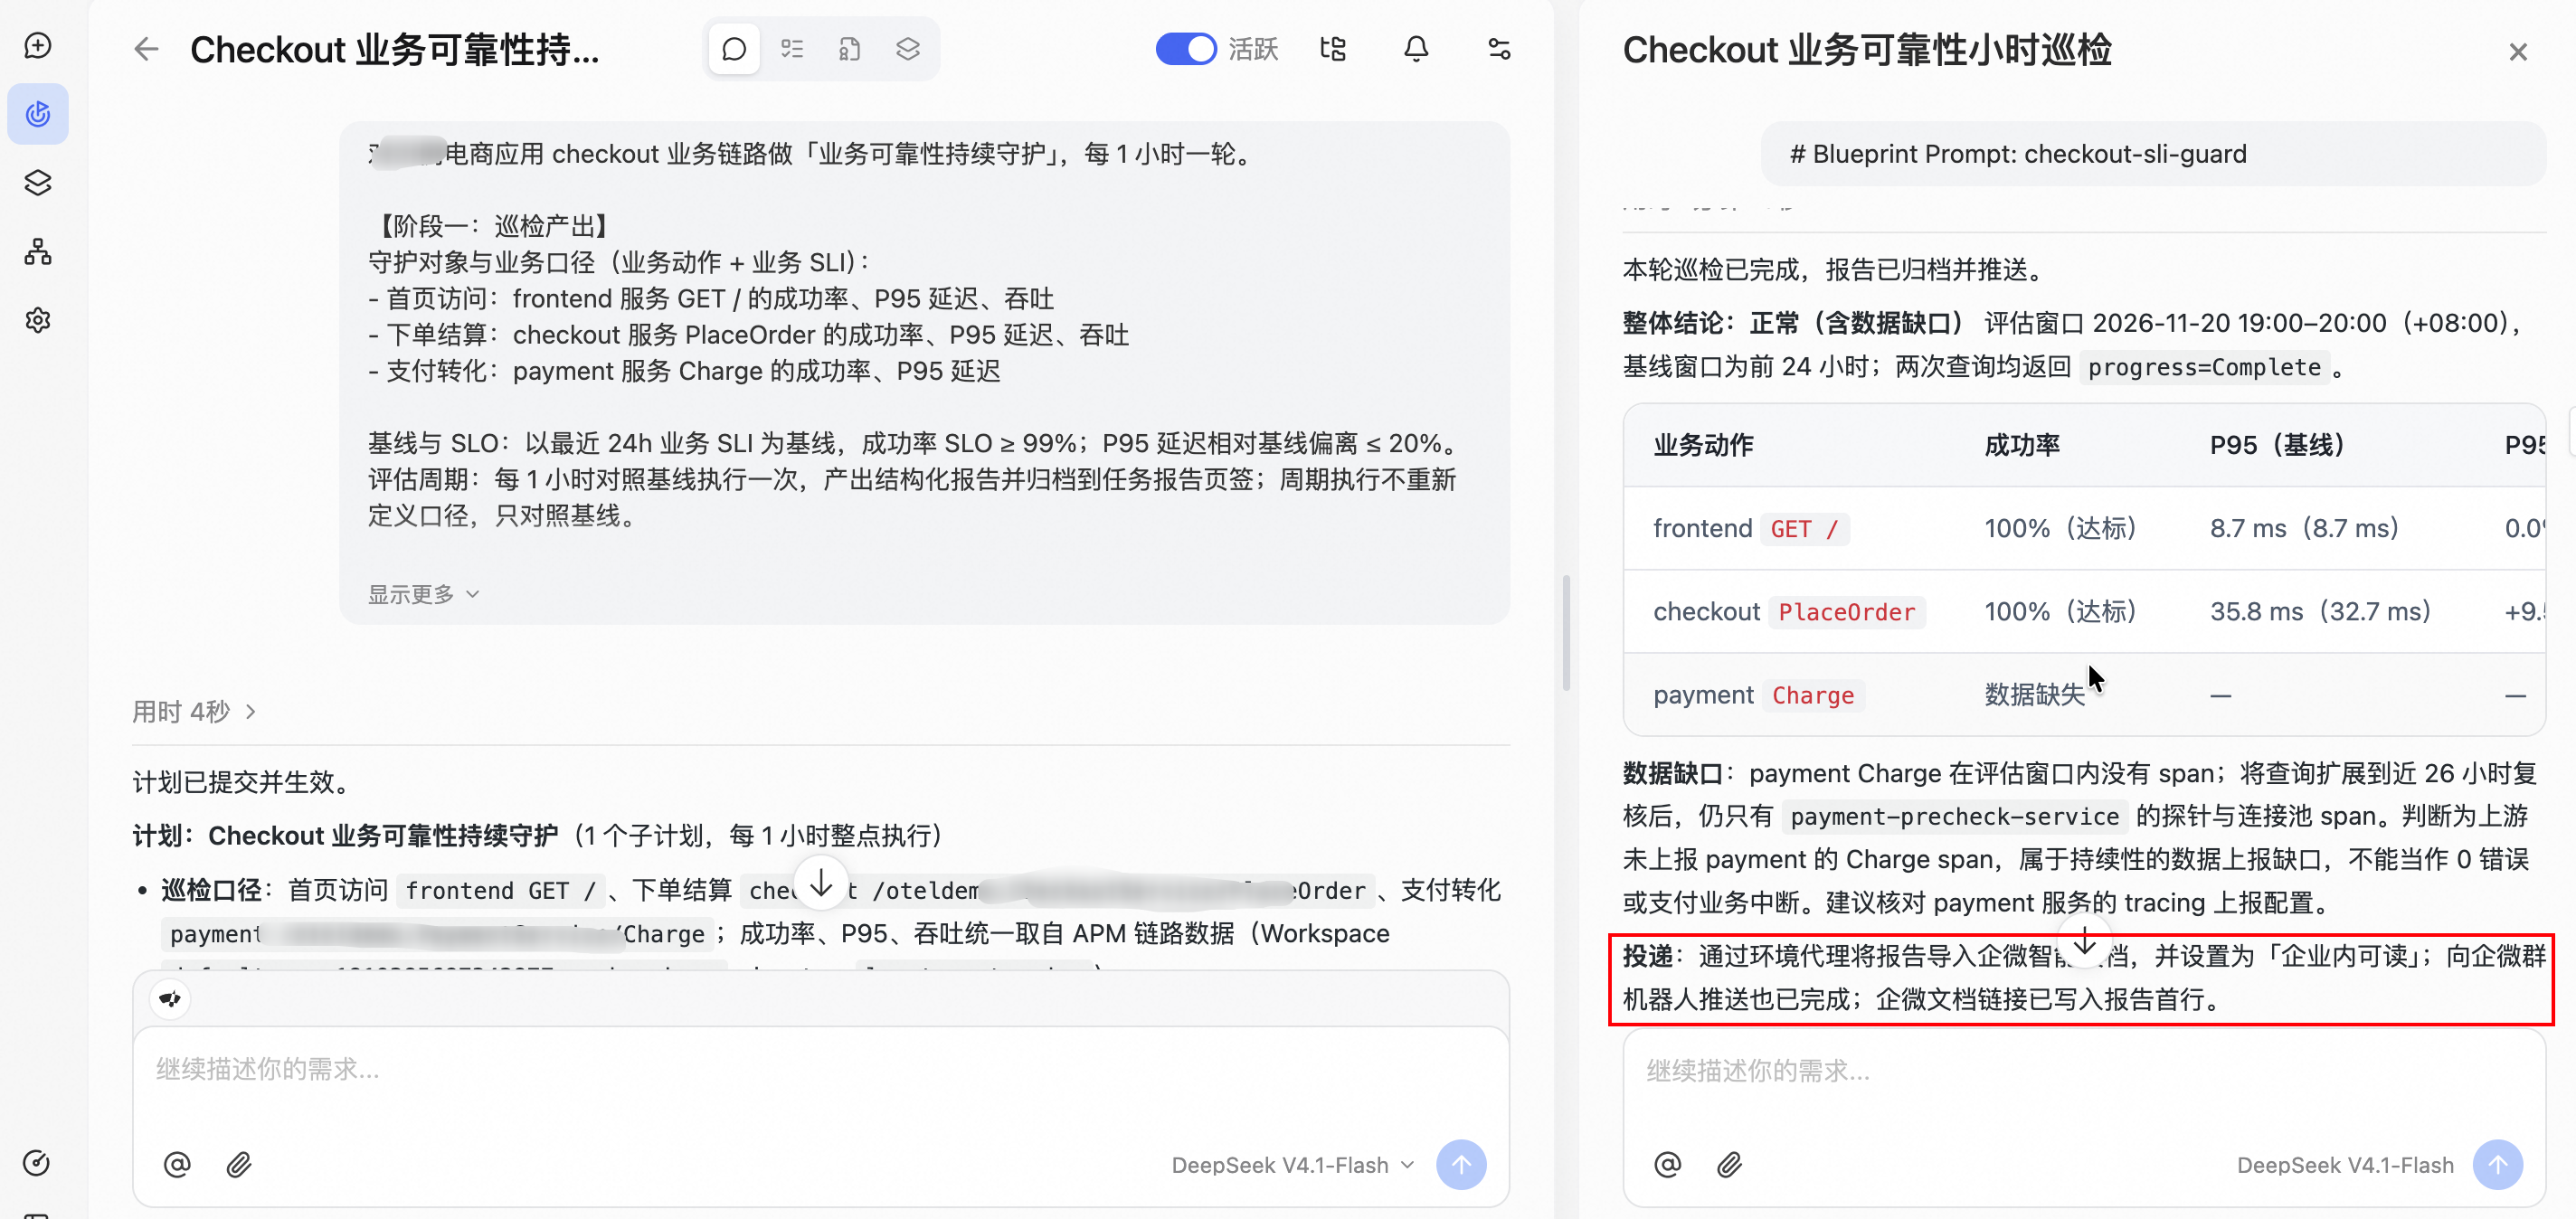 Checkout 业务可靠性持...
活跃
电商应用 checkout 业务链路做「业务可靠性持续守护」，每 1 小时一轮。
【阶段一：巡检产出】
守护对象与业务口径（业务动作 + 业务 SLI）：
- 首页访问：frontend 服务 GET / 的成功率、P95 延迟、吞吐
- 下单结算：checkout 服务 PlaceOrder 的成功率、P95 延迟、吞吐
- 支付转化：payment 服务 Charge 的成功率、P95 延迟
基线与 SLO：以最近 24h 业务 SLI 为基线，成功率 SLO ≥ 99%；P95 延迟相对基线偏离 ≤ 20%。
评估周期：每 1 小时对照基线执行一次，产出结构化报告并归档到任务报告页签；周期执行不重新
定义口径，只对照基线。
显示更多
用时 4秒
计划已提交并生效。
计划：Checkout 业务可靠性持续守护（1 个子计划，每 1 小时整点执行）
• 巡检口径：首页访问 frontend GET / 、下单结算 chec t /oteldem eOrder 、支付转化
payment /Charge ；成功率、P95、吞吐统一取自 APM 链路数据（Workspace
继续描述你的需求...
DeepSeek V4.1-Flash
Checkout 业务可靠性小时巡检
# Blueprint Prompt: checkout-sli-guard
本轮巡检已完成，报告已归档并推送。
整体结论：正常（含数据缺口） 评估窗口 2026-11-20 19:00–20:00（+08:00），
基线窗口为前 24 小时；两次查询均返回 progress=Complete 。
业务动作 成功率 P95（基线） P95
frontend GET / 100%（达标） 8.7 ms（8.7 ms） 0.0
checkout PlaceOrder 100%（达标） 35.8 ms（32.7 ms） +9.
payment Charge 数据缺失 — —
数据缺口：payment Charge 在评估窗口内没有 span；将查询扩展到近 26 小时复
核后，仍只有 payment-precheck-service 的探针与连接池 span。判断为上游
未上报 payment 的 Charge span，属于持续性的数据上报缺口，不能当作 0 错误
或支付业务中断。建议核对 payment 服务的 tracing 上报配置。
投递：通过环境代理将报告导入企微智能 档，并设置为「企业内可读」；向企微群
机器人推送也已完成；企微文档链接已写入报告首行。
继续描述你的需求...
DeepSeek V4.1-Flash